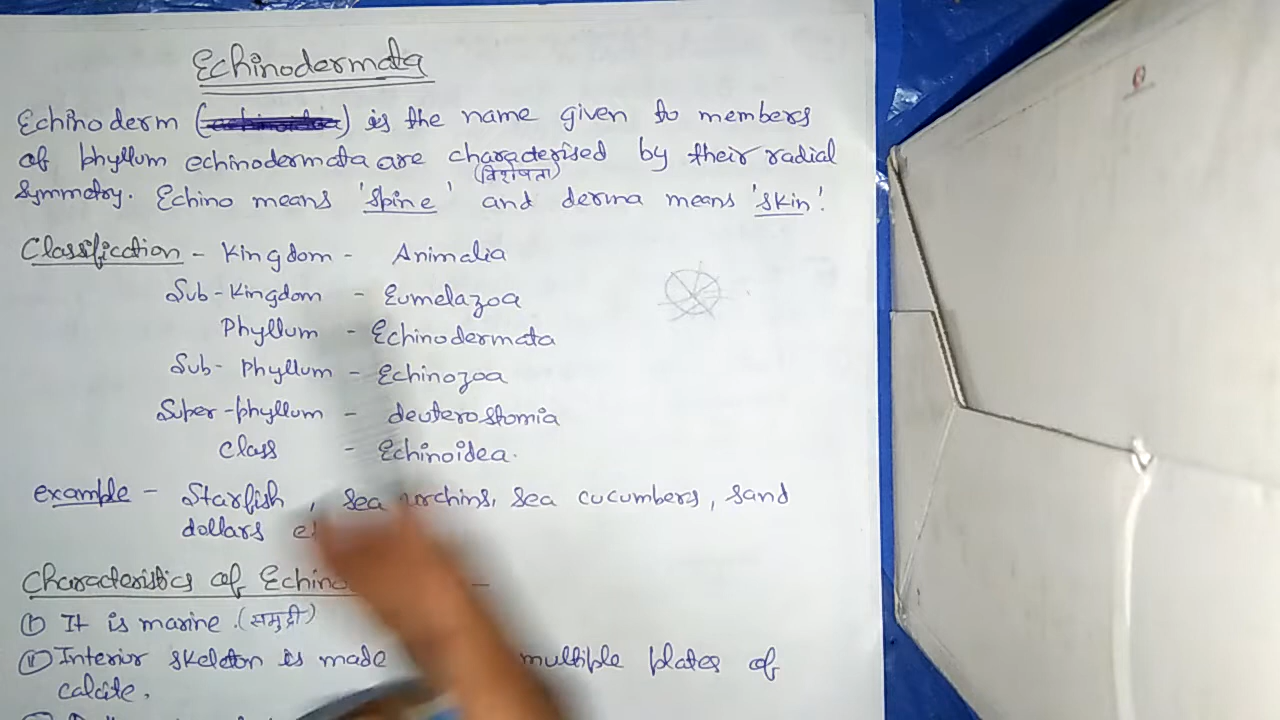 Echinodermata
Echinoderm () is the name given to members
of phyllum echinodermata are characterised by their radial
(विशेषता)
symmetry. Echino means 'spine' and derma means 'skin'.
Classification - Kingdom - Animalia
Sub-Kingdom - Eumelazoa
Phyllum - Echinodermata
Sub-Phyllum - Echinozoa
Super-phyllum - deuterostomia
Class - Echinoidea.
example - Starfish, sea urchins, sea cucumbers, sand
dollars
Characteristics of
① It is marine. (समुद्री)
② Interior skeleton is made multiple plates of
calcite.